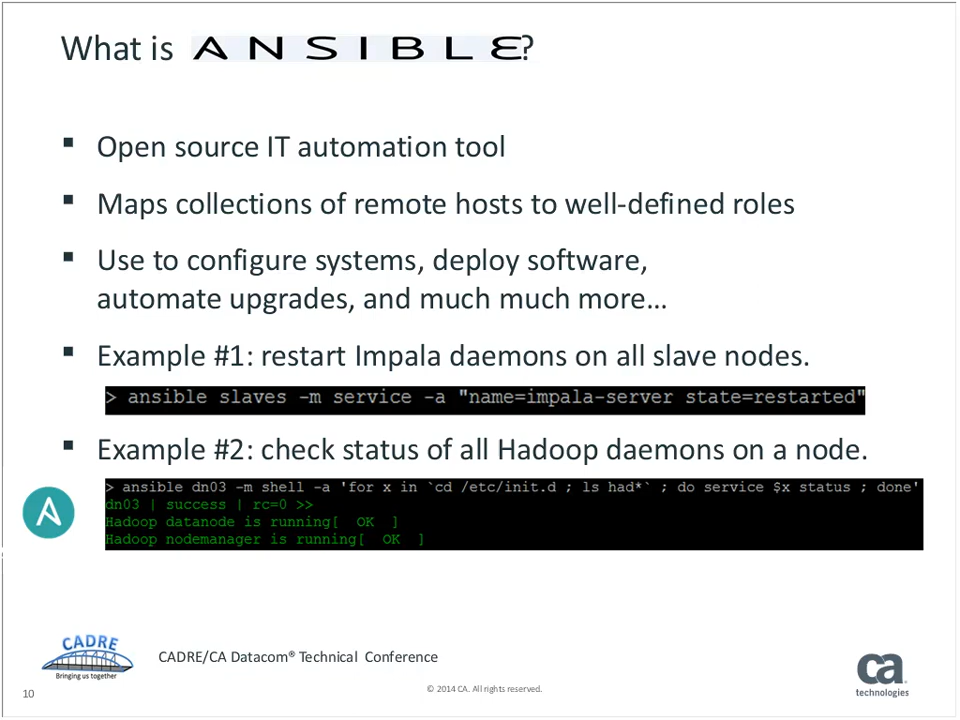 What is ANSIBLE?
Open source IT automation tool
Maps collections of remote hosts to well-defined roles
Use to configure systems, deploy software,
automate upgrades, and much much more…
Example #1: restart Impala daemons on all slave nodes.
> ansible slaves -m service -a "name=impala-server state=restarted"
Example #2: check status of all Hadoop daemons on a node.
> ansible dn03 -m shell -a 'for x in `cd /etc/init.d ; ls had*` ; do service $x status ; done'
dn03 | success | rc=0 >>
Hadoop datanode is running[  OK  ]
Hadoop nodemanager is running[  OK  ]
A
CADRE
Bringing us together
CADRE/CA Datacom® Technical Conference
ca
technologies
10
© 2014 CA. All rights reserved.